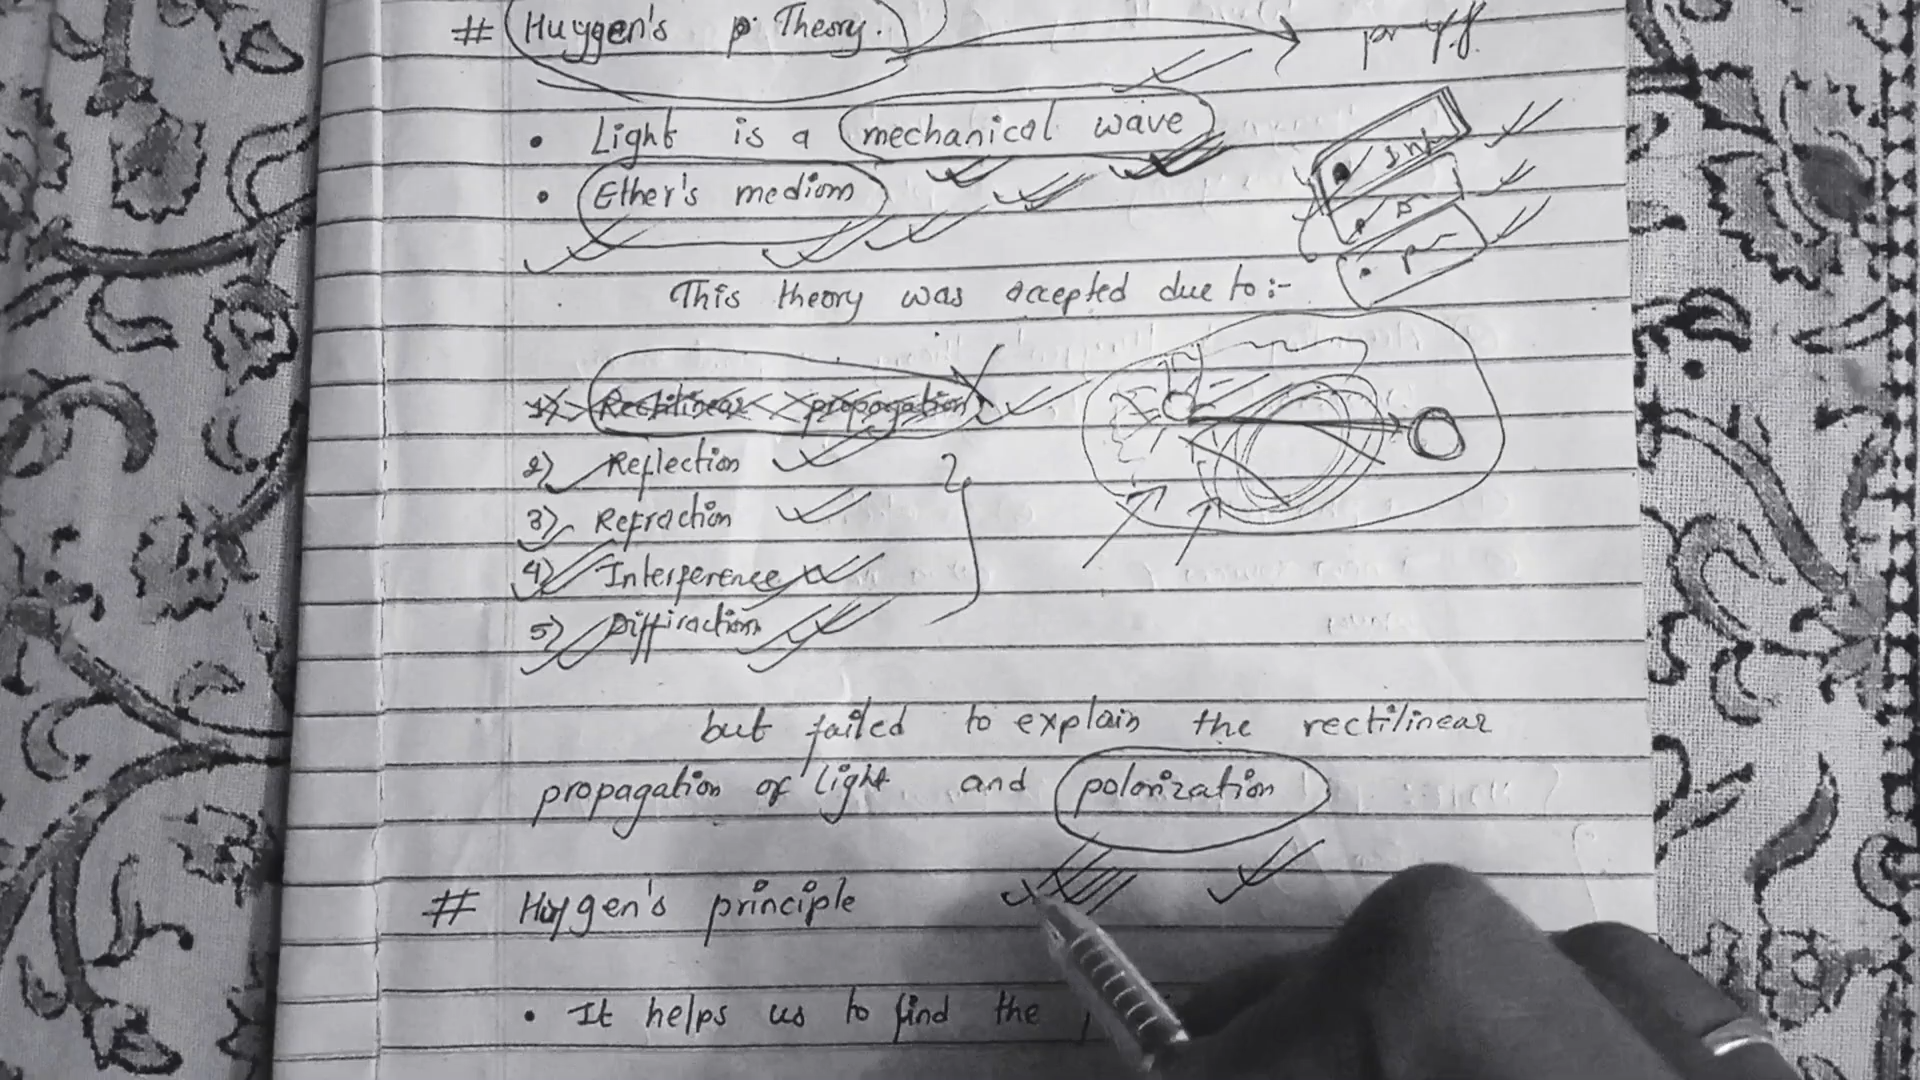 # Huygen's p. Theory.
• Light is a mechanical wave
• Ether's medium
This theory was accepted due to:-
1) Rectilinear propagation
2) Reflection
3) Refraction
4) Interference
5) Diffiraction
but failed to explain the rectilinear
propagation of light and polorization
# Huygen's principle
• It helps us to find the